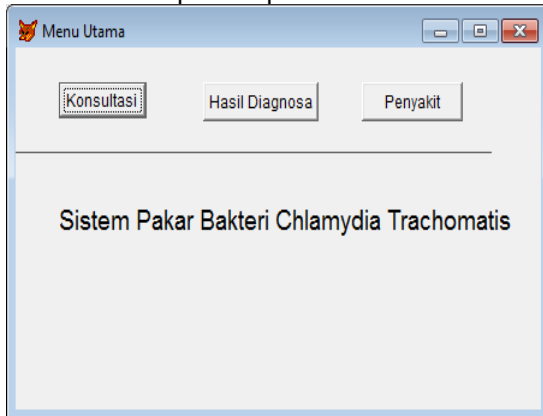 Menu Utama
Konsultasi Hasil Diagnosa Penyakit
Sistem Pakar Bakteri Chlamydia Trachomatis